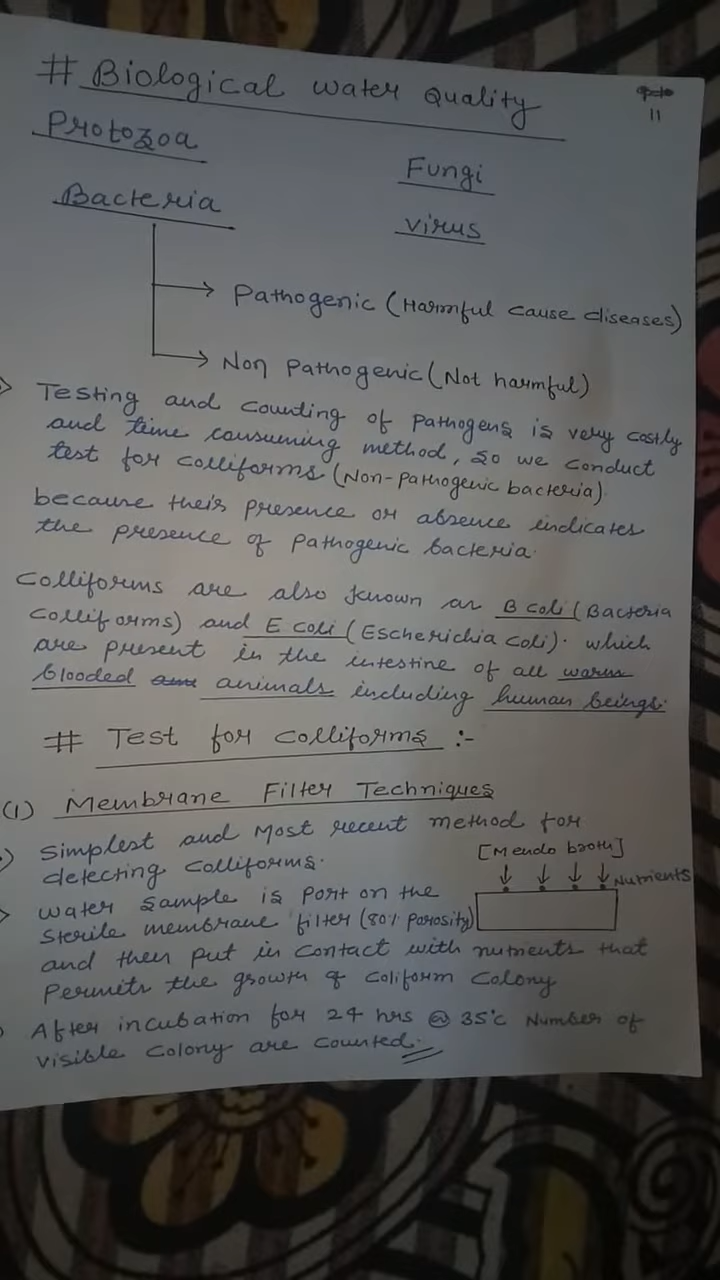 # Biological water Quality
11
Protozoa
Fungi
Bacteria
virus
Pathogenic (Harmful cause diseases)
Non Pathogenic (Not harmful)
Testing and counting of pathogens is very costly
and time consuming method, so we conduct
test for colliforms (Non-pathogenic bacteria)
because their presence or absence indicates
the presence of pathogenic bacteria.
Colliforms are also known as B coli (Bacteria
colliforms) and E coli (Escherichia coli). which
are present in the intestine of all warm
blooded animals including human beings.
# Test for colliforms :-
(1) Membrane Filter Techniques
Simplest and Most recent method for
detecting colliforms.
[Mendo broth]
Nutrients
water sample is port on the
sterile membrane filter (80% porosity)
and then put in contact with nutrients that
Permits the growth of coliform colony
After incubation for 24 hrs @ 35°c Number of
visible colony are counted.